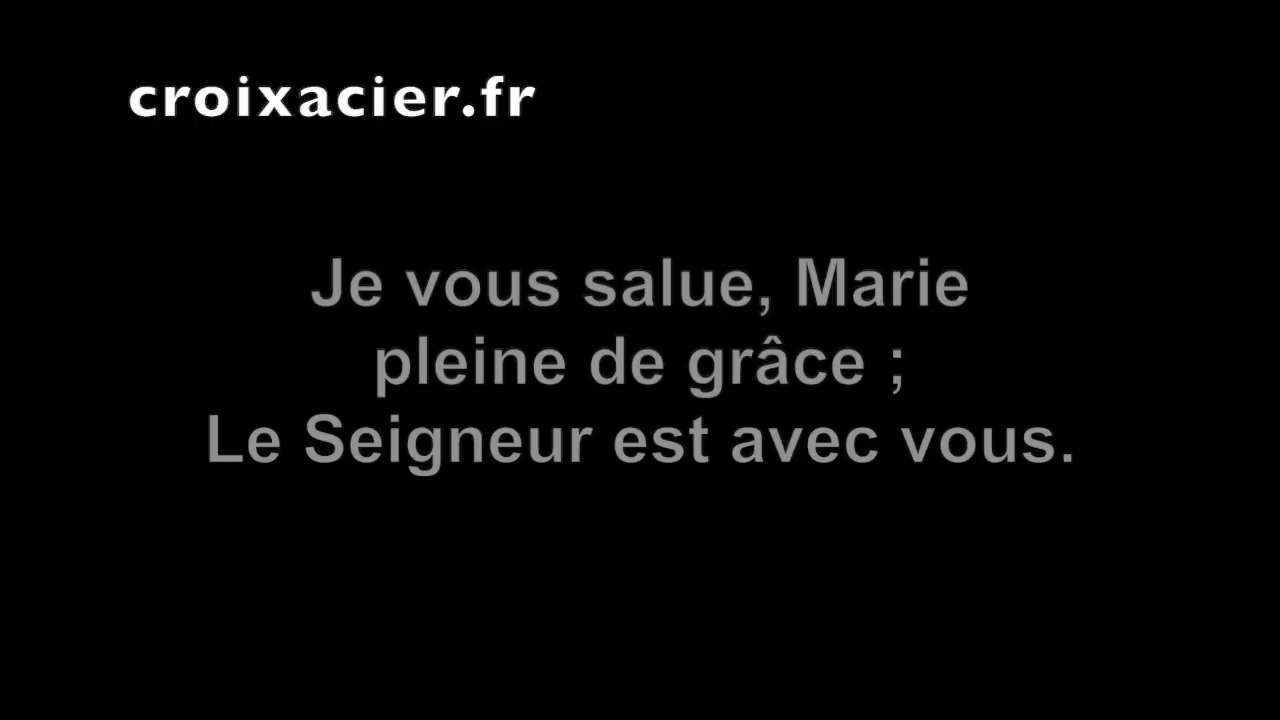 croixacier.fr
Je vous salue, Marie
pleine de grâce ;
Le Seigneur est avec vous.